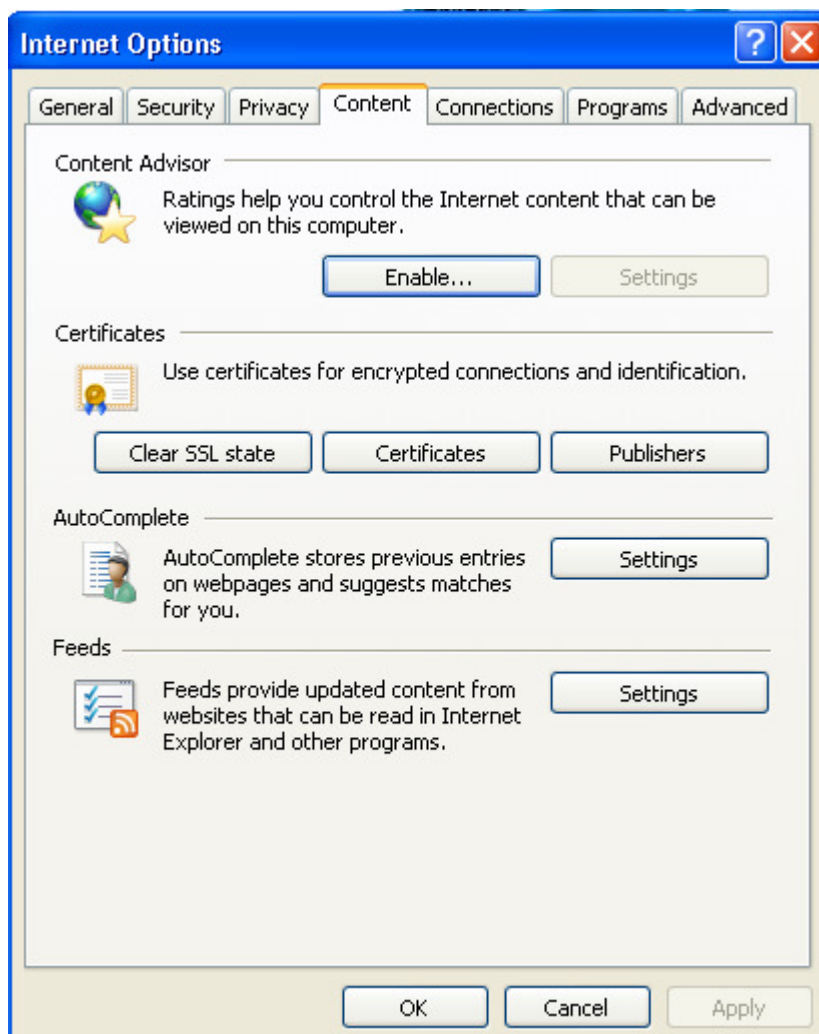 Internet Options
General Security Privacy Content Connections Programs Advanced
Content Advisor
Ratings help you control the Internet content that can be
viewed on this computer.
Enable... Settings
Certificates
Use certificates for encrypted connections and identification.
Clear SSL state Certificates Publishers
AutoComplete
AutoComplete stores previous entries
on webpages and suggests matches
for you.
Settings
Feeds
Feeds provide updated content from
websites that can be read in Internet
Explorer and other programs.
Settings
OK Cancel Apply